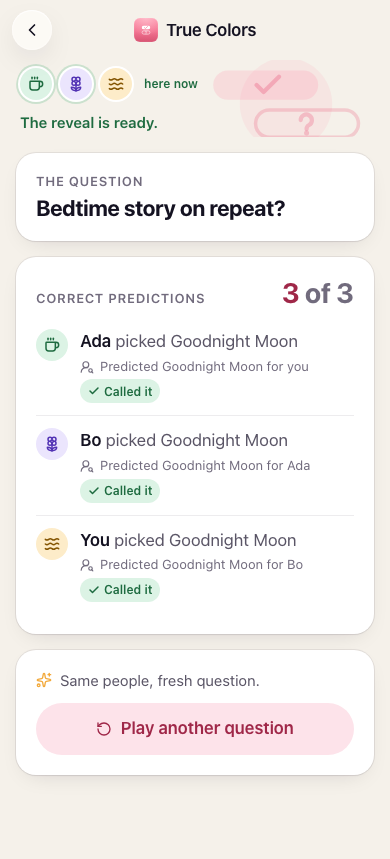 True Colors
here now
The reveal is ready.
?
THE QUESTION
Bedtime story on repeat?
CORRECT PREDICTIONS
3 of 3
Ada picked Goodnight Moon
Predicted Goodnight Moon for you
Called it
Bo picked Goodnight Moon
Predicted Goodnight Moon for Ada
Called it
You picked Goodnight Moon
Predicted Goodnight Moon for Bo
Called it
Same people, fresh question.
Play another question